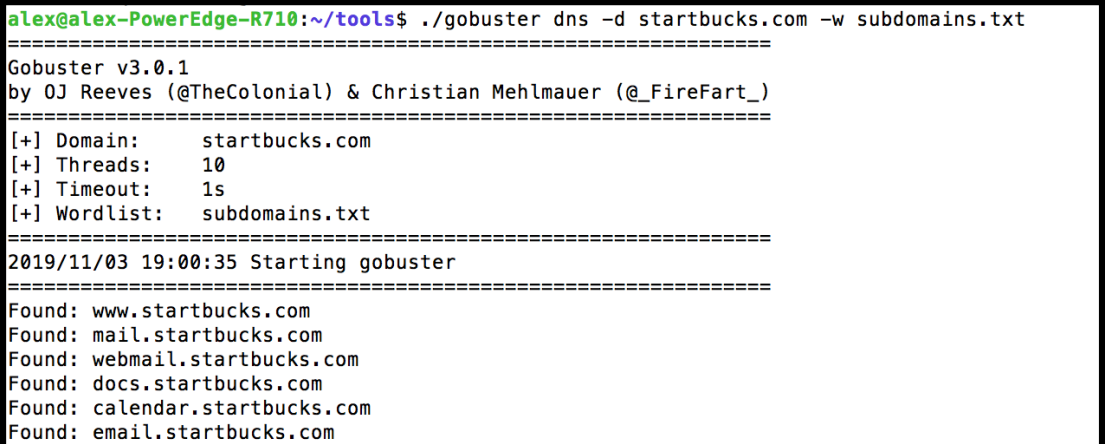 alex@alex-PowerEdge-R710:~/tools$ ./gobuster dns -d startbucks.com -w subdomains.txt
===============================================================
Gobuster v3.0.1
by OJ Reeves (@TheColonial) & Christian Mehlmauer (@_FireFart_)
===============================================================
[+] Domain:     startbucks.com
[+] Threads:    10
[+] Timeout:    1s
[+] Wordlist:   subdomains.txt
===============================================================
2019/11/03 19:00:35 Starting gobuster
===============================================================
Found: www.startbucks.com
Found: mail.startbucks.com
Found: webmail.startbucks.com
Found: docs.startbucks.com
Found: calendar.startbucks.com
Found: email.startbucks.com